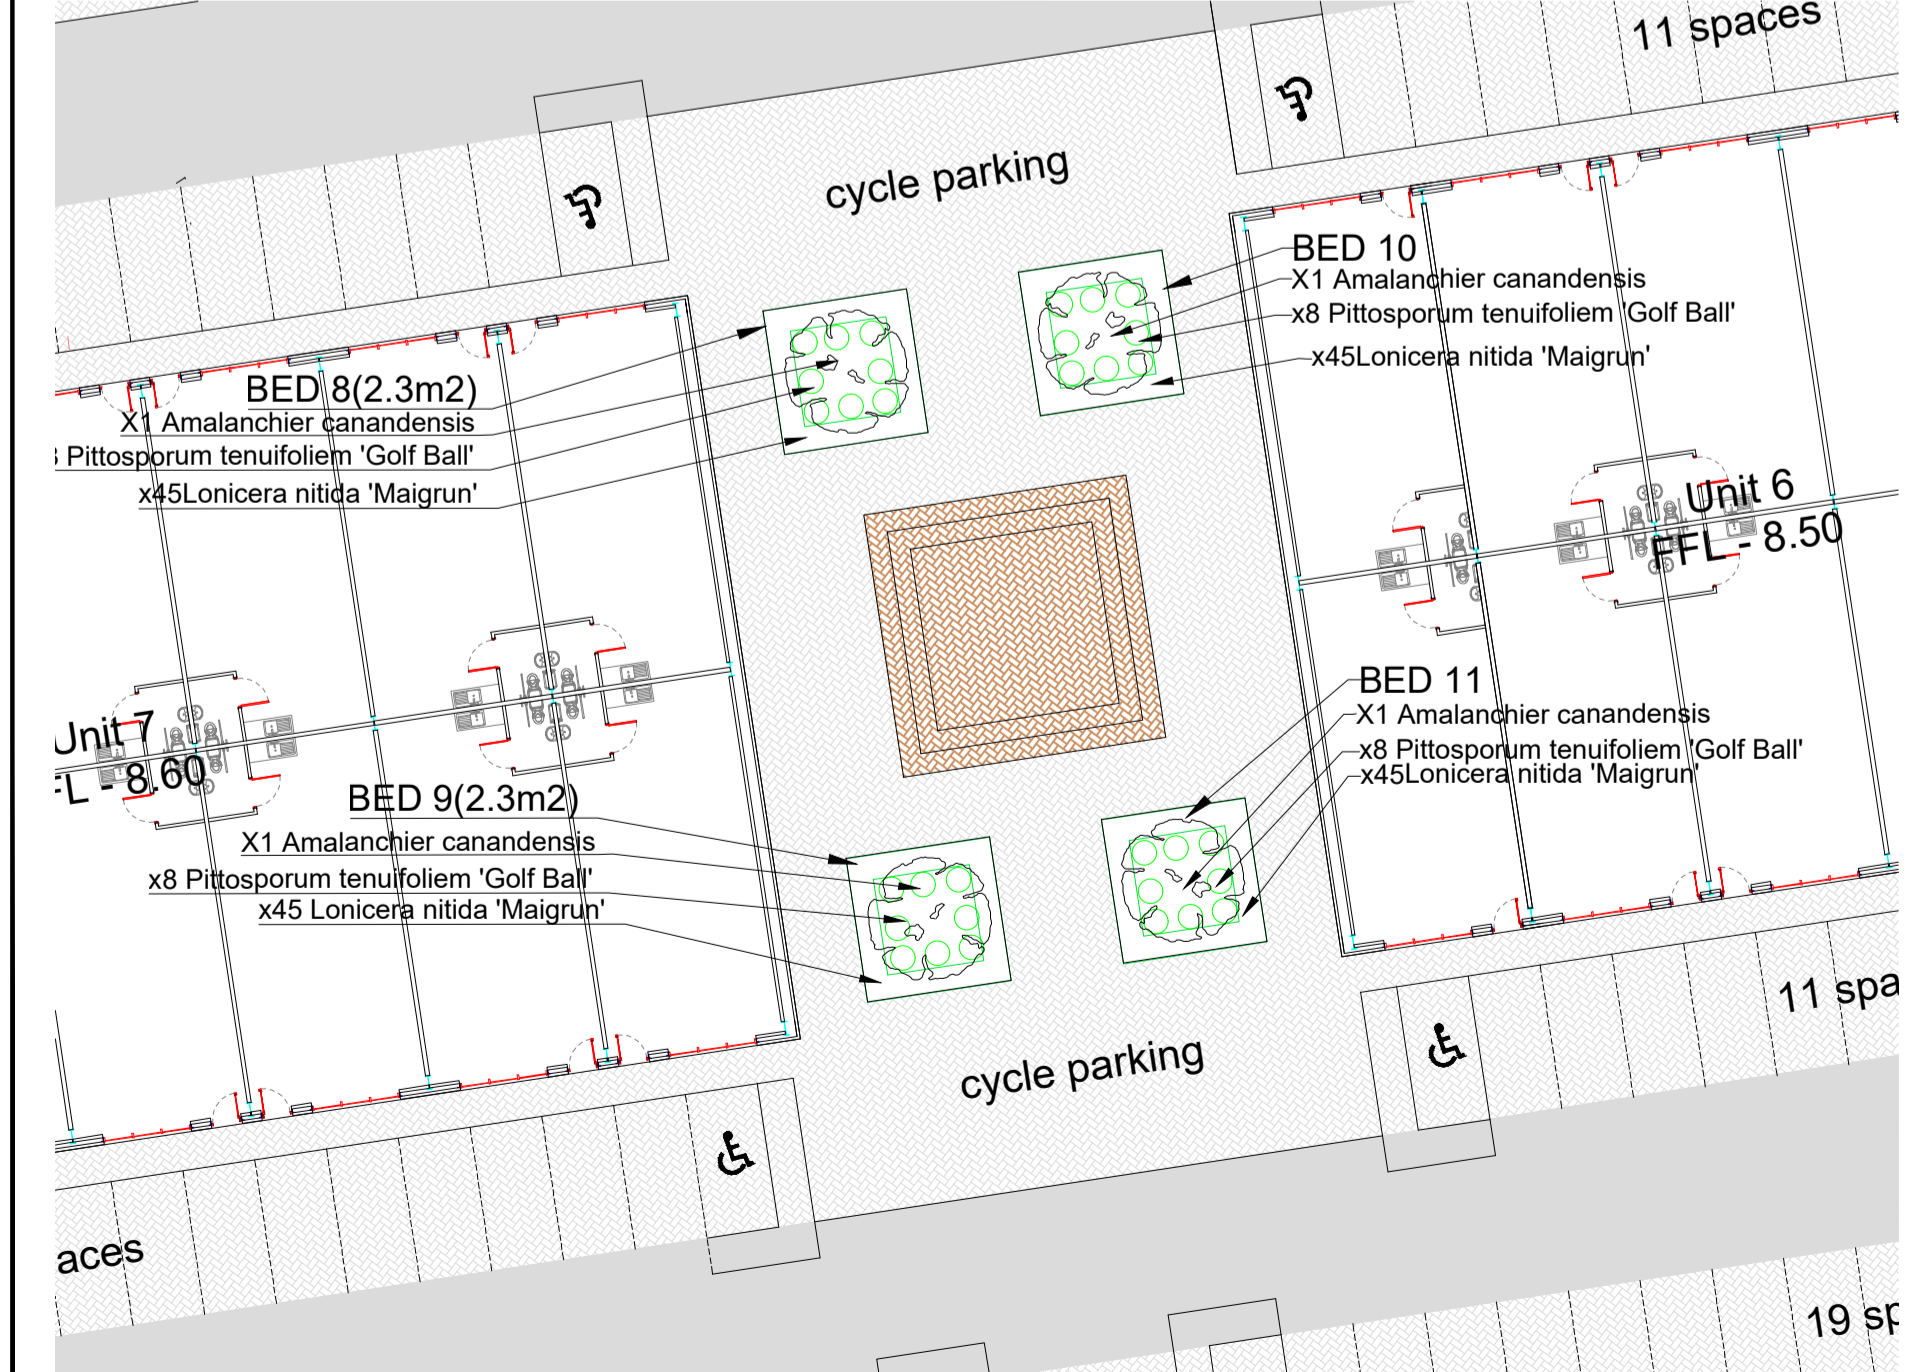 11 spaces
cycle parking
BED 10
X1 Amalanchier canandensis
x8 Pittosporum tenuifoliem 'Golf Ball'
x45Lonicera nitida 'Maigrun'
BED 8(2.3m2)
X1 Amalanchier canandensis
Pittosporum tenuifoliem 'Golf Ball'
x45Lonicera nitida 'Maigrun'
Unit 6
FFL - 8.50
BED 11
X1 Amalanchier canandensis
x8 Pittosporum tenuifoliem 'Golf Ball'
x45Lonicera nitida 'Maigrun'
Unit 7
FL - 8.60
BED 9(2.3m2)
X1 Amalanchier canandensis
x8 Pittosporum tenuifoliem 'Golf Ball'
x45 Lonicera nitida 'Maigrun'
11 spa
cycle parking
aces
19 sp